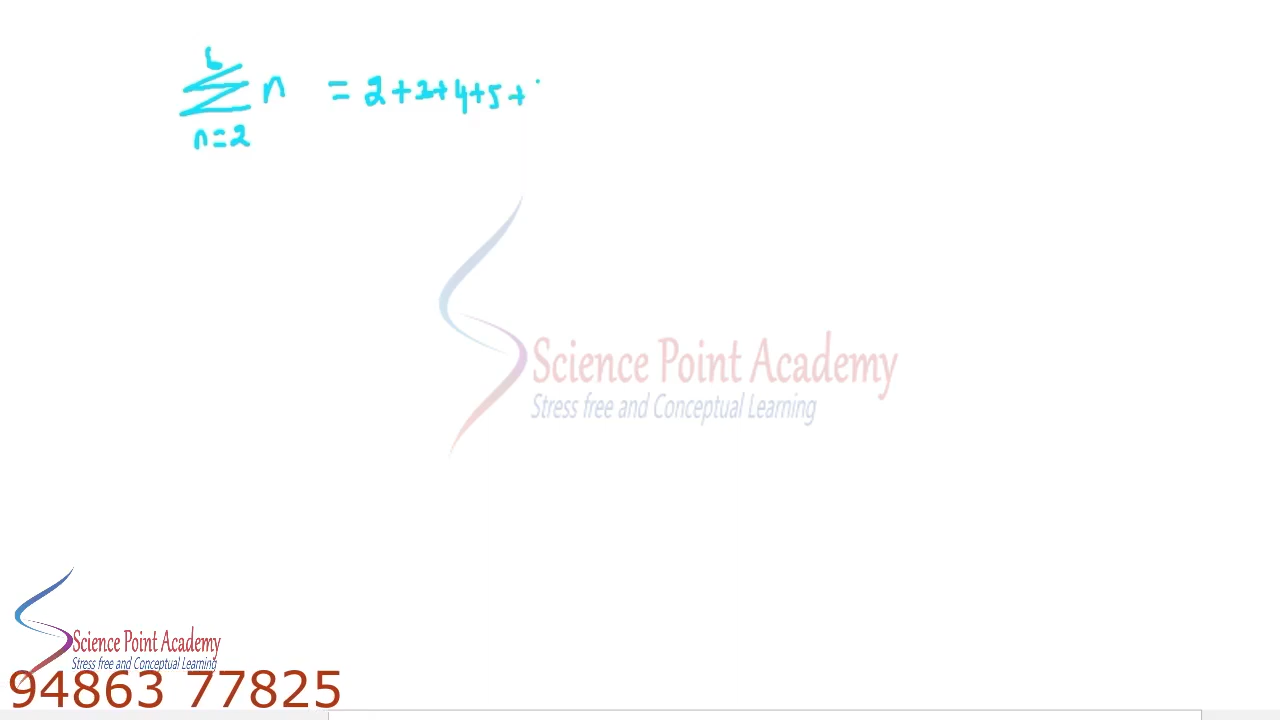 6
∑ n = 2+3+4+5+
n=2
Science Point Academy
Stress free and Conceptual Learning
Science Point Academy
Stress free and Conceptual Learning
94863 77825